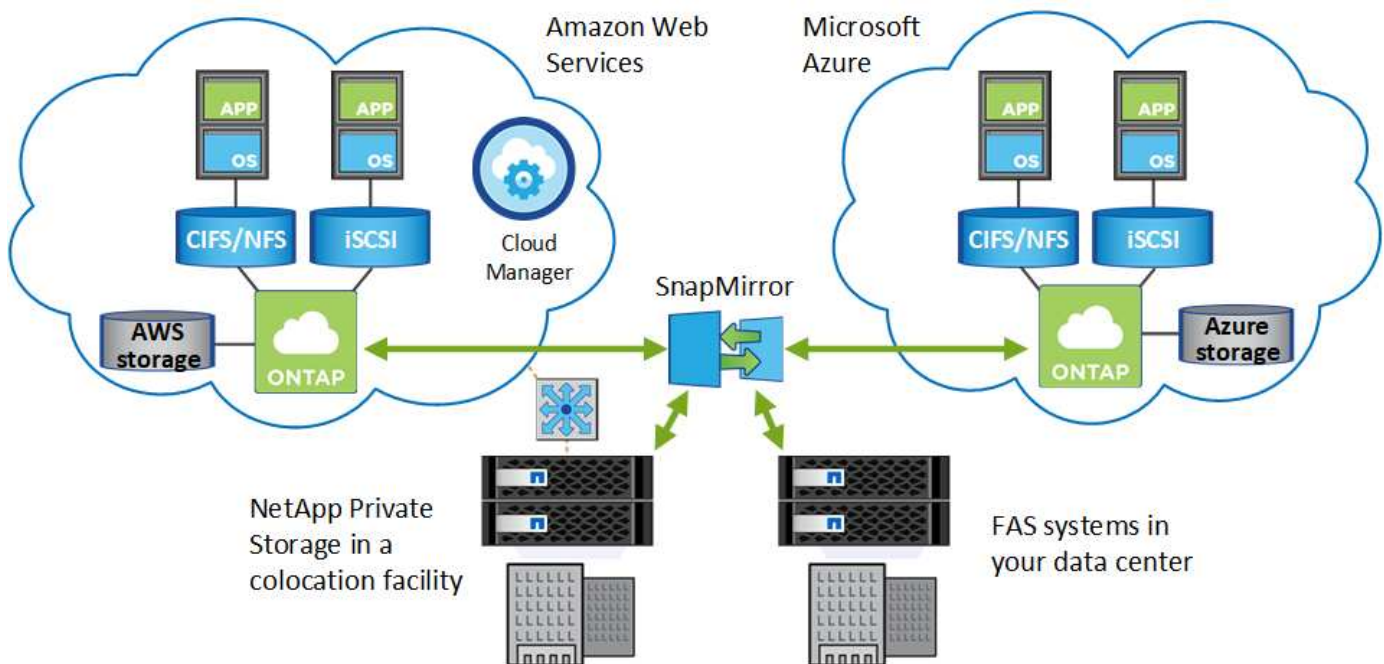 Amazon Web
Services
Microsoft
Azure
APP
APP
OS
OS
CIFS/NFS
iSCSI
Cloud
Manager
AWS
storage
ONTAP
SnapMirror
APP
APP
OS
OS
CIFS/NFS
iSCSI
Azure
storage
ONTAP
NetApp Private
Storage in a
colocation facility
FAS systems in
your data center